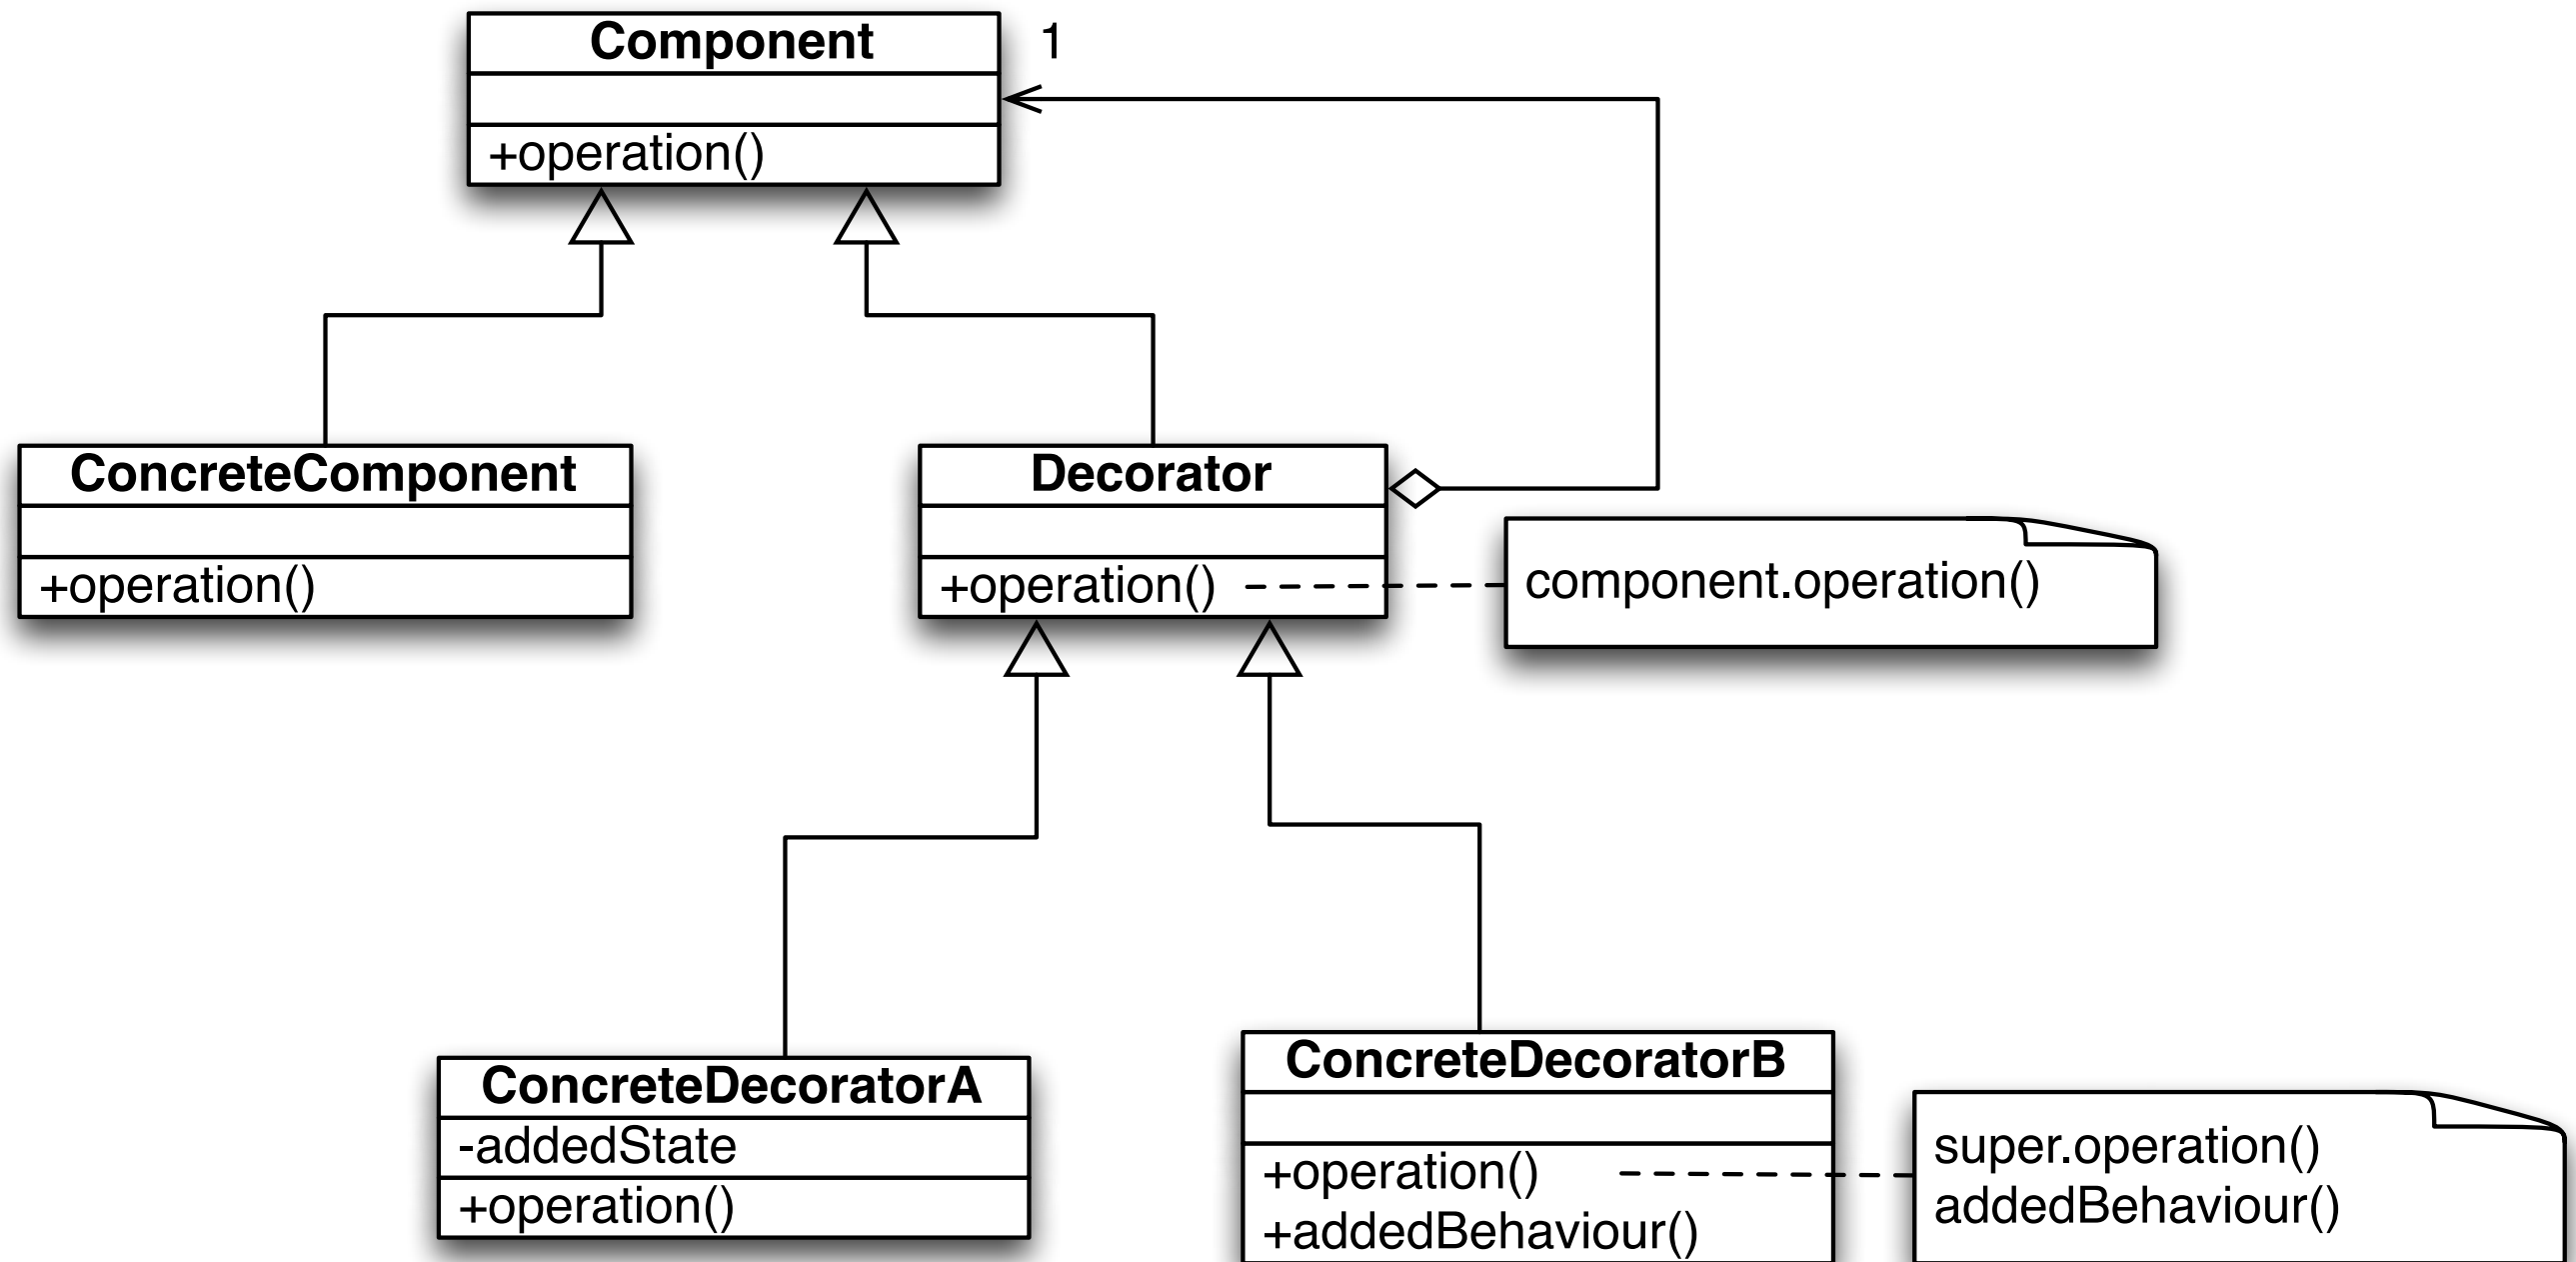 Component
1
+operation()
ConcreteComponent
+operation()
Decorator
+operation()
component.operation()
ConcreteDecoratorA
-addedState
+operation()
ConcreteDecoratorB
+operation()
+addedBehaviour()
super.operation()
addedBehaviour()